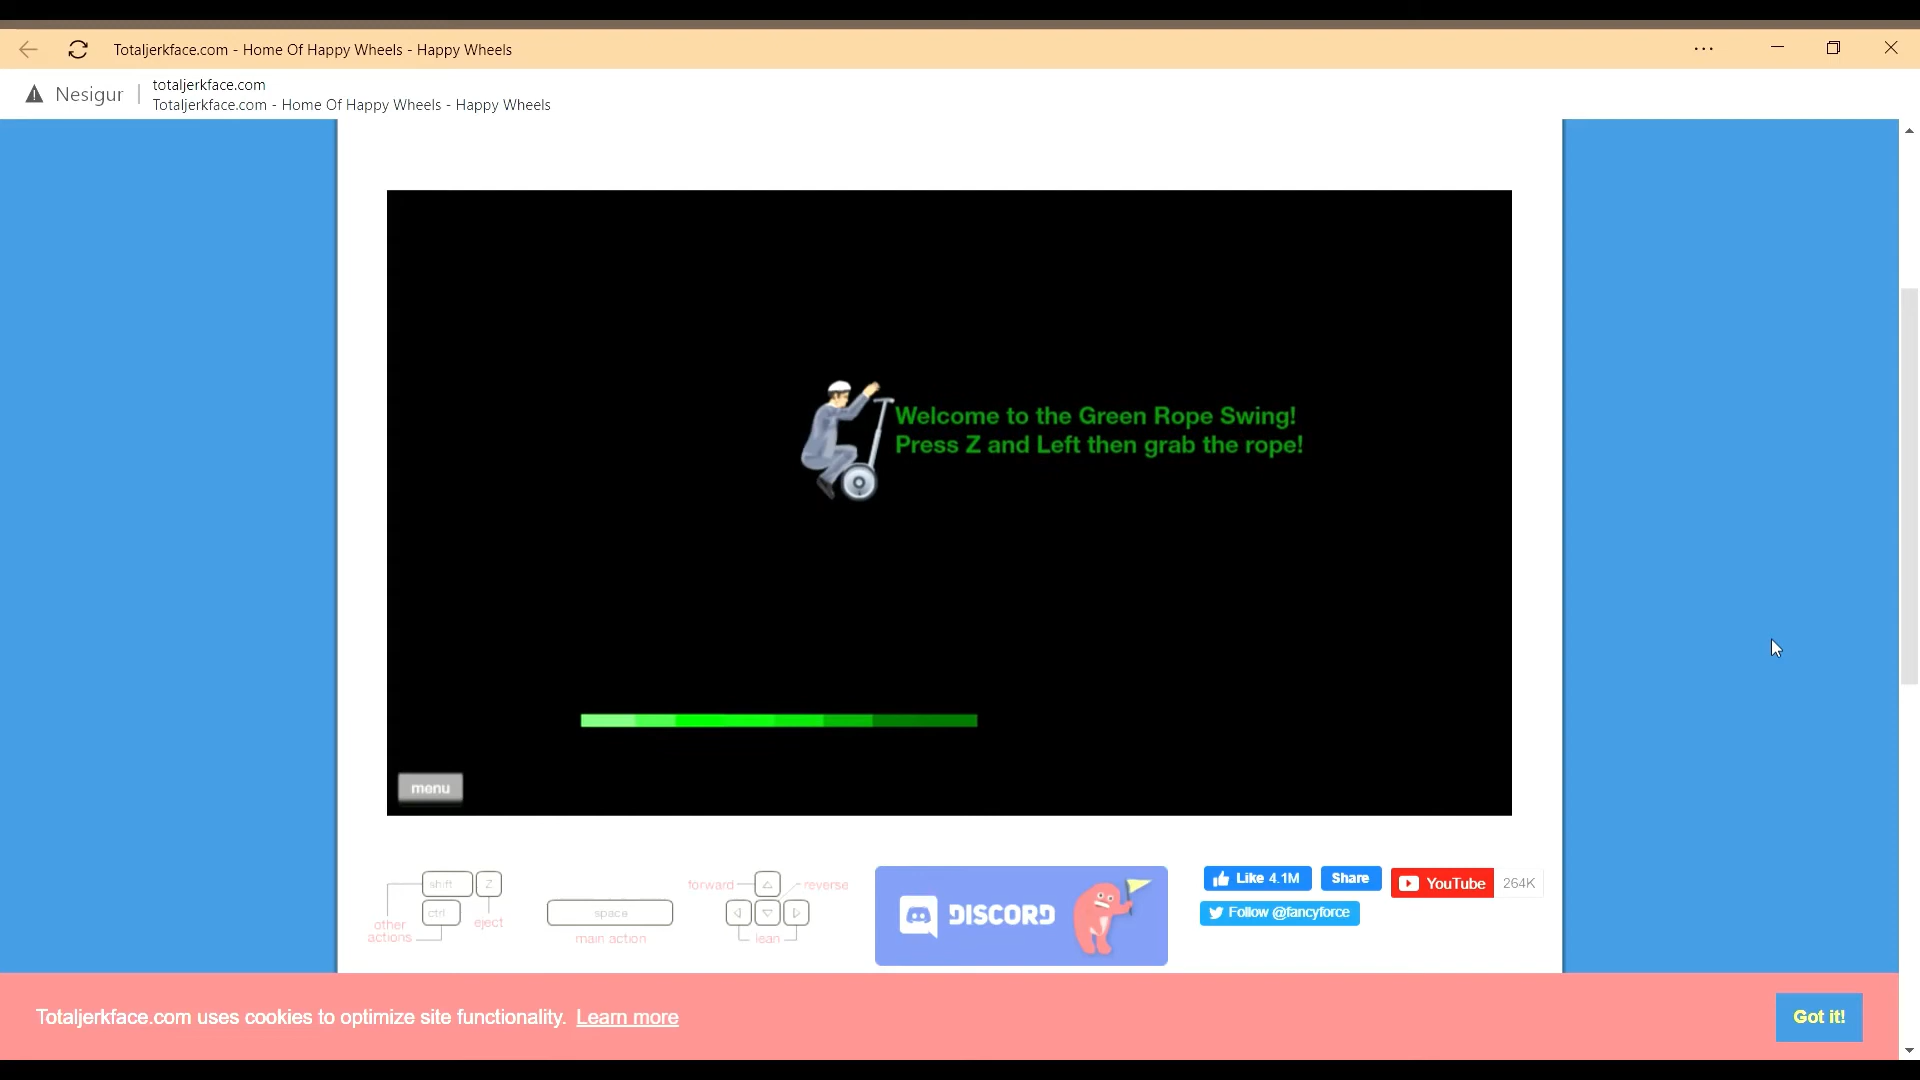 Totaljerkface.com - Home Of Happy Wheels - Happy Wheels
Nesigur
totaljerkface.com
Totaljerkface.com - Home Of Happy Wheels - Happy Wheels
Welcome to the Green Rope Swing!
Press Z and Left then grab the rope!
menu
shift
Z
ctrl
other
actions
eject
space
main action
forward
reverse
lean
DISCORD
Like 4.1M
Share
YouTube
264K
Follow @fancyforce
Totaljerkface.com uses cookies to optimize site functionality. Learn more
Got it!